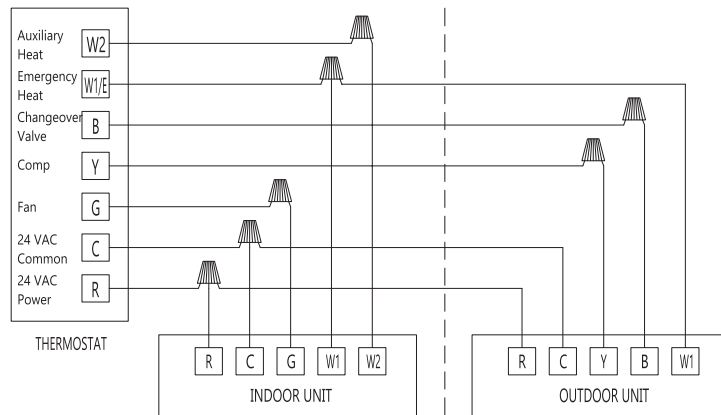 Auxiliary
Heat
W2
Emergency
Heat
W1/E
Changeover
Valve
B
Comp
Y
Fan
G
24 VAC
Common
C
24 VAC
Power
R
THERMOSTAT
R C G W1 W2
INDOOR UNIT
R C Y B W1
OUTDOOR UNIT